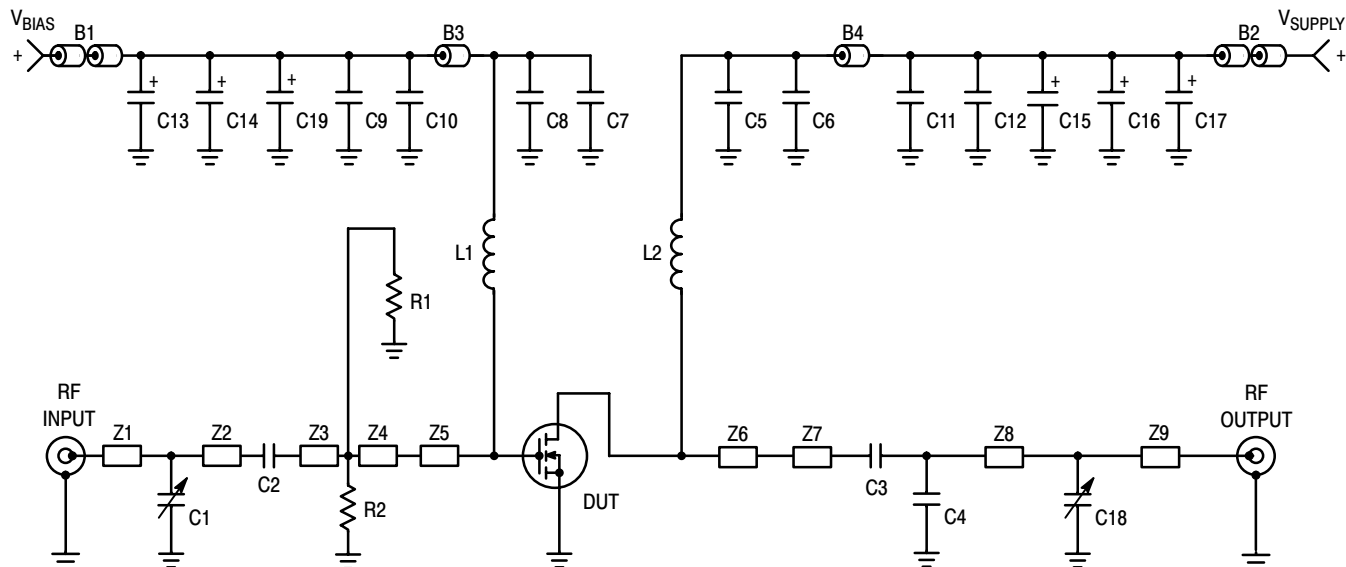 VBIAS
+
B1
B3
B4
B2
VSUPPLY
+
+
+
+
C13
C14
C19
C9
C10
C8
C7
C5
C6
C11
C12
+
+
+
C15
C16
C17
L1
L2
R1
RF
INPUT
Z1
Z2
Z3
Z4
Z5
Z6
Z7
Z8
Z9
RF
OUTPUT
C2
C1
R2
DUT
C3
C4
C18